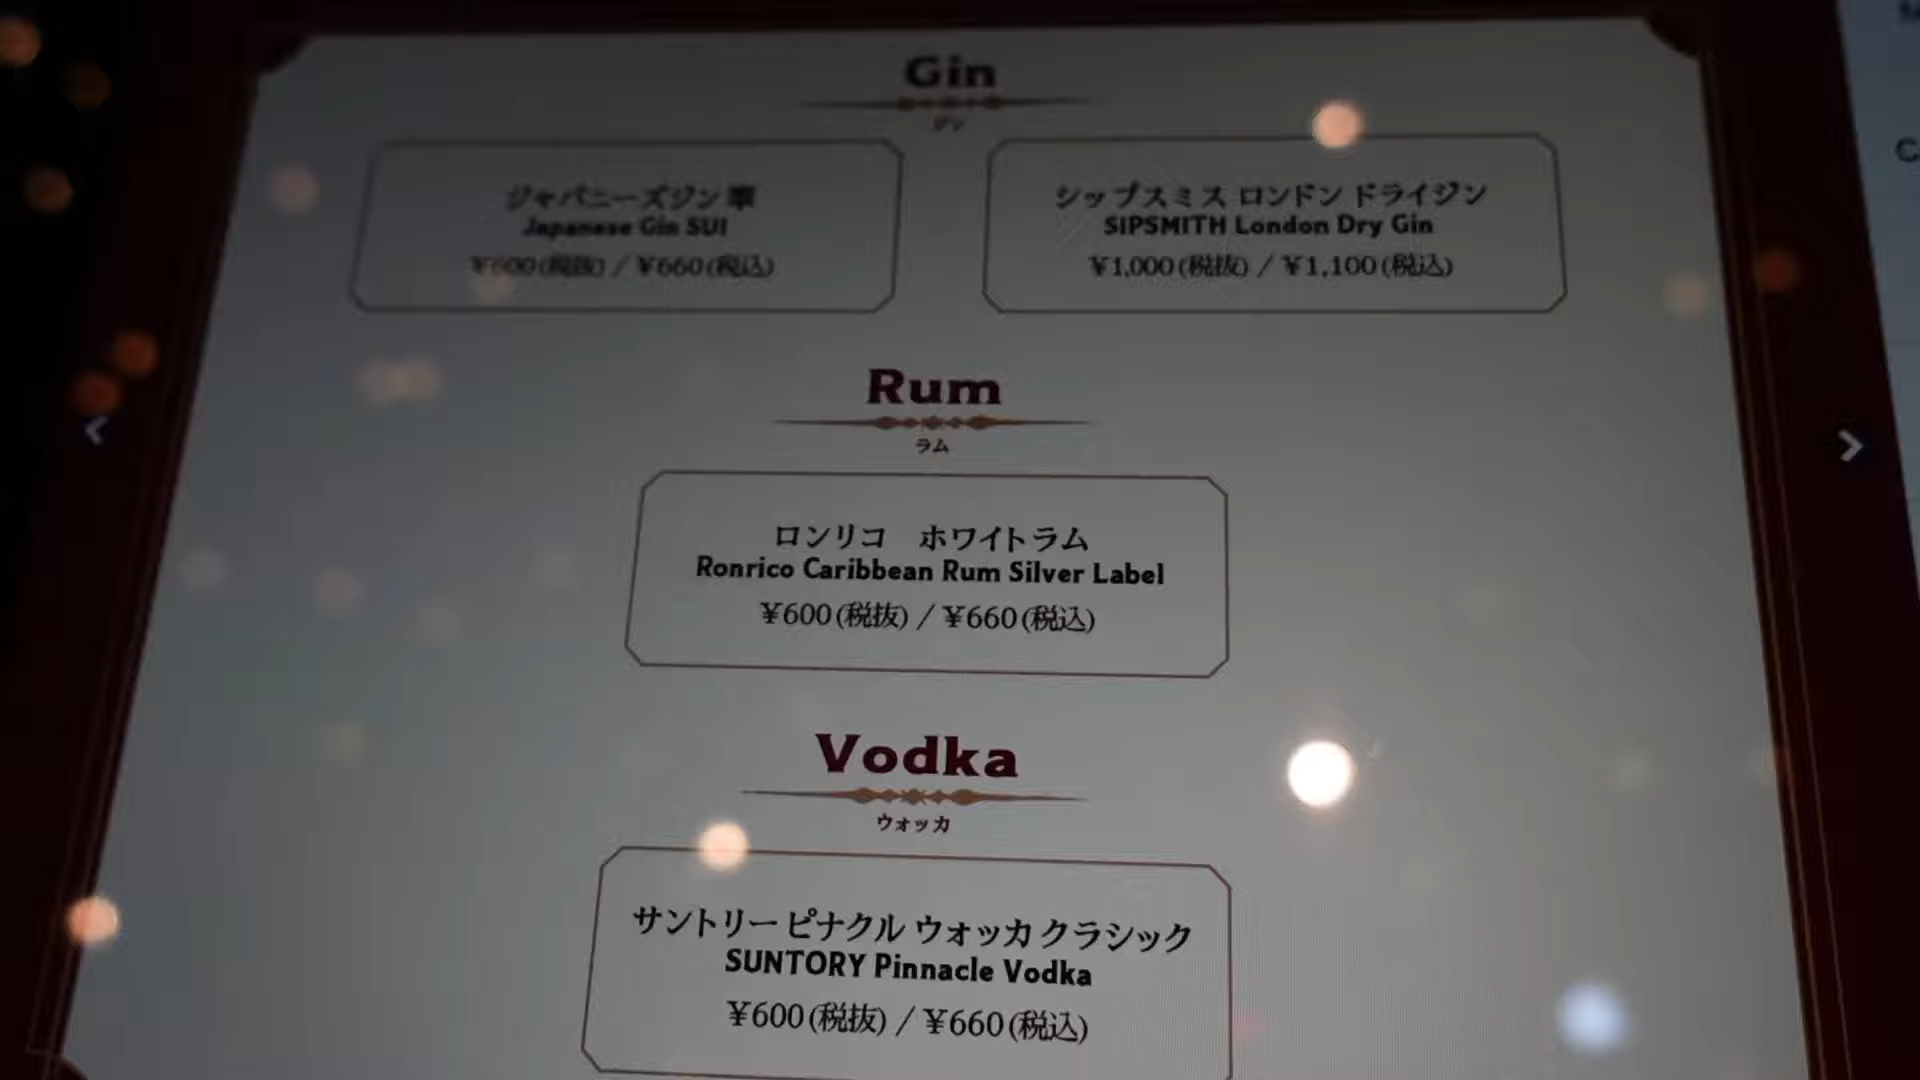 Gin
ジン
ジャパニーズジン 翠
Japanese Gin SUI
¥600(税抜) / ¥660(税込)
シップスミス ロンドン ドライジン
SIPSMITH London Dry Gin
¥1,000(税抜) / ¥1,100(税込)
Rum
ラム
ロンリコ　ホワイトラム
Ronrico Caribbean Rum Silver Label
¥600(税抜) / ¥660(税込)
Vodka
ウォッカ
サントリー ピナクル ウォッカ クラシック
SUNTORY Pinnacle Vodka
¥600(税抜) / ¥660(税込)